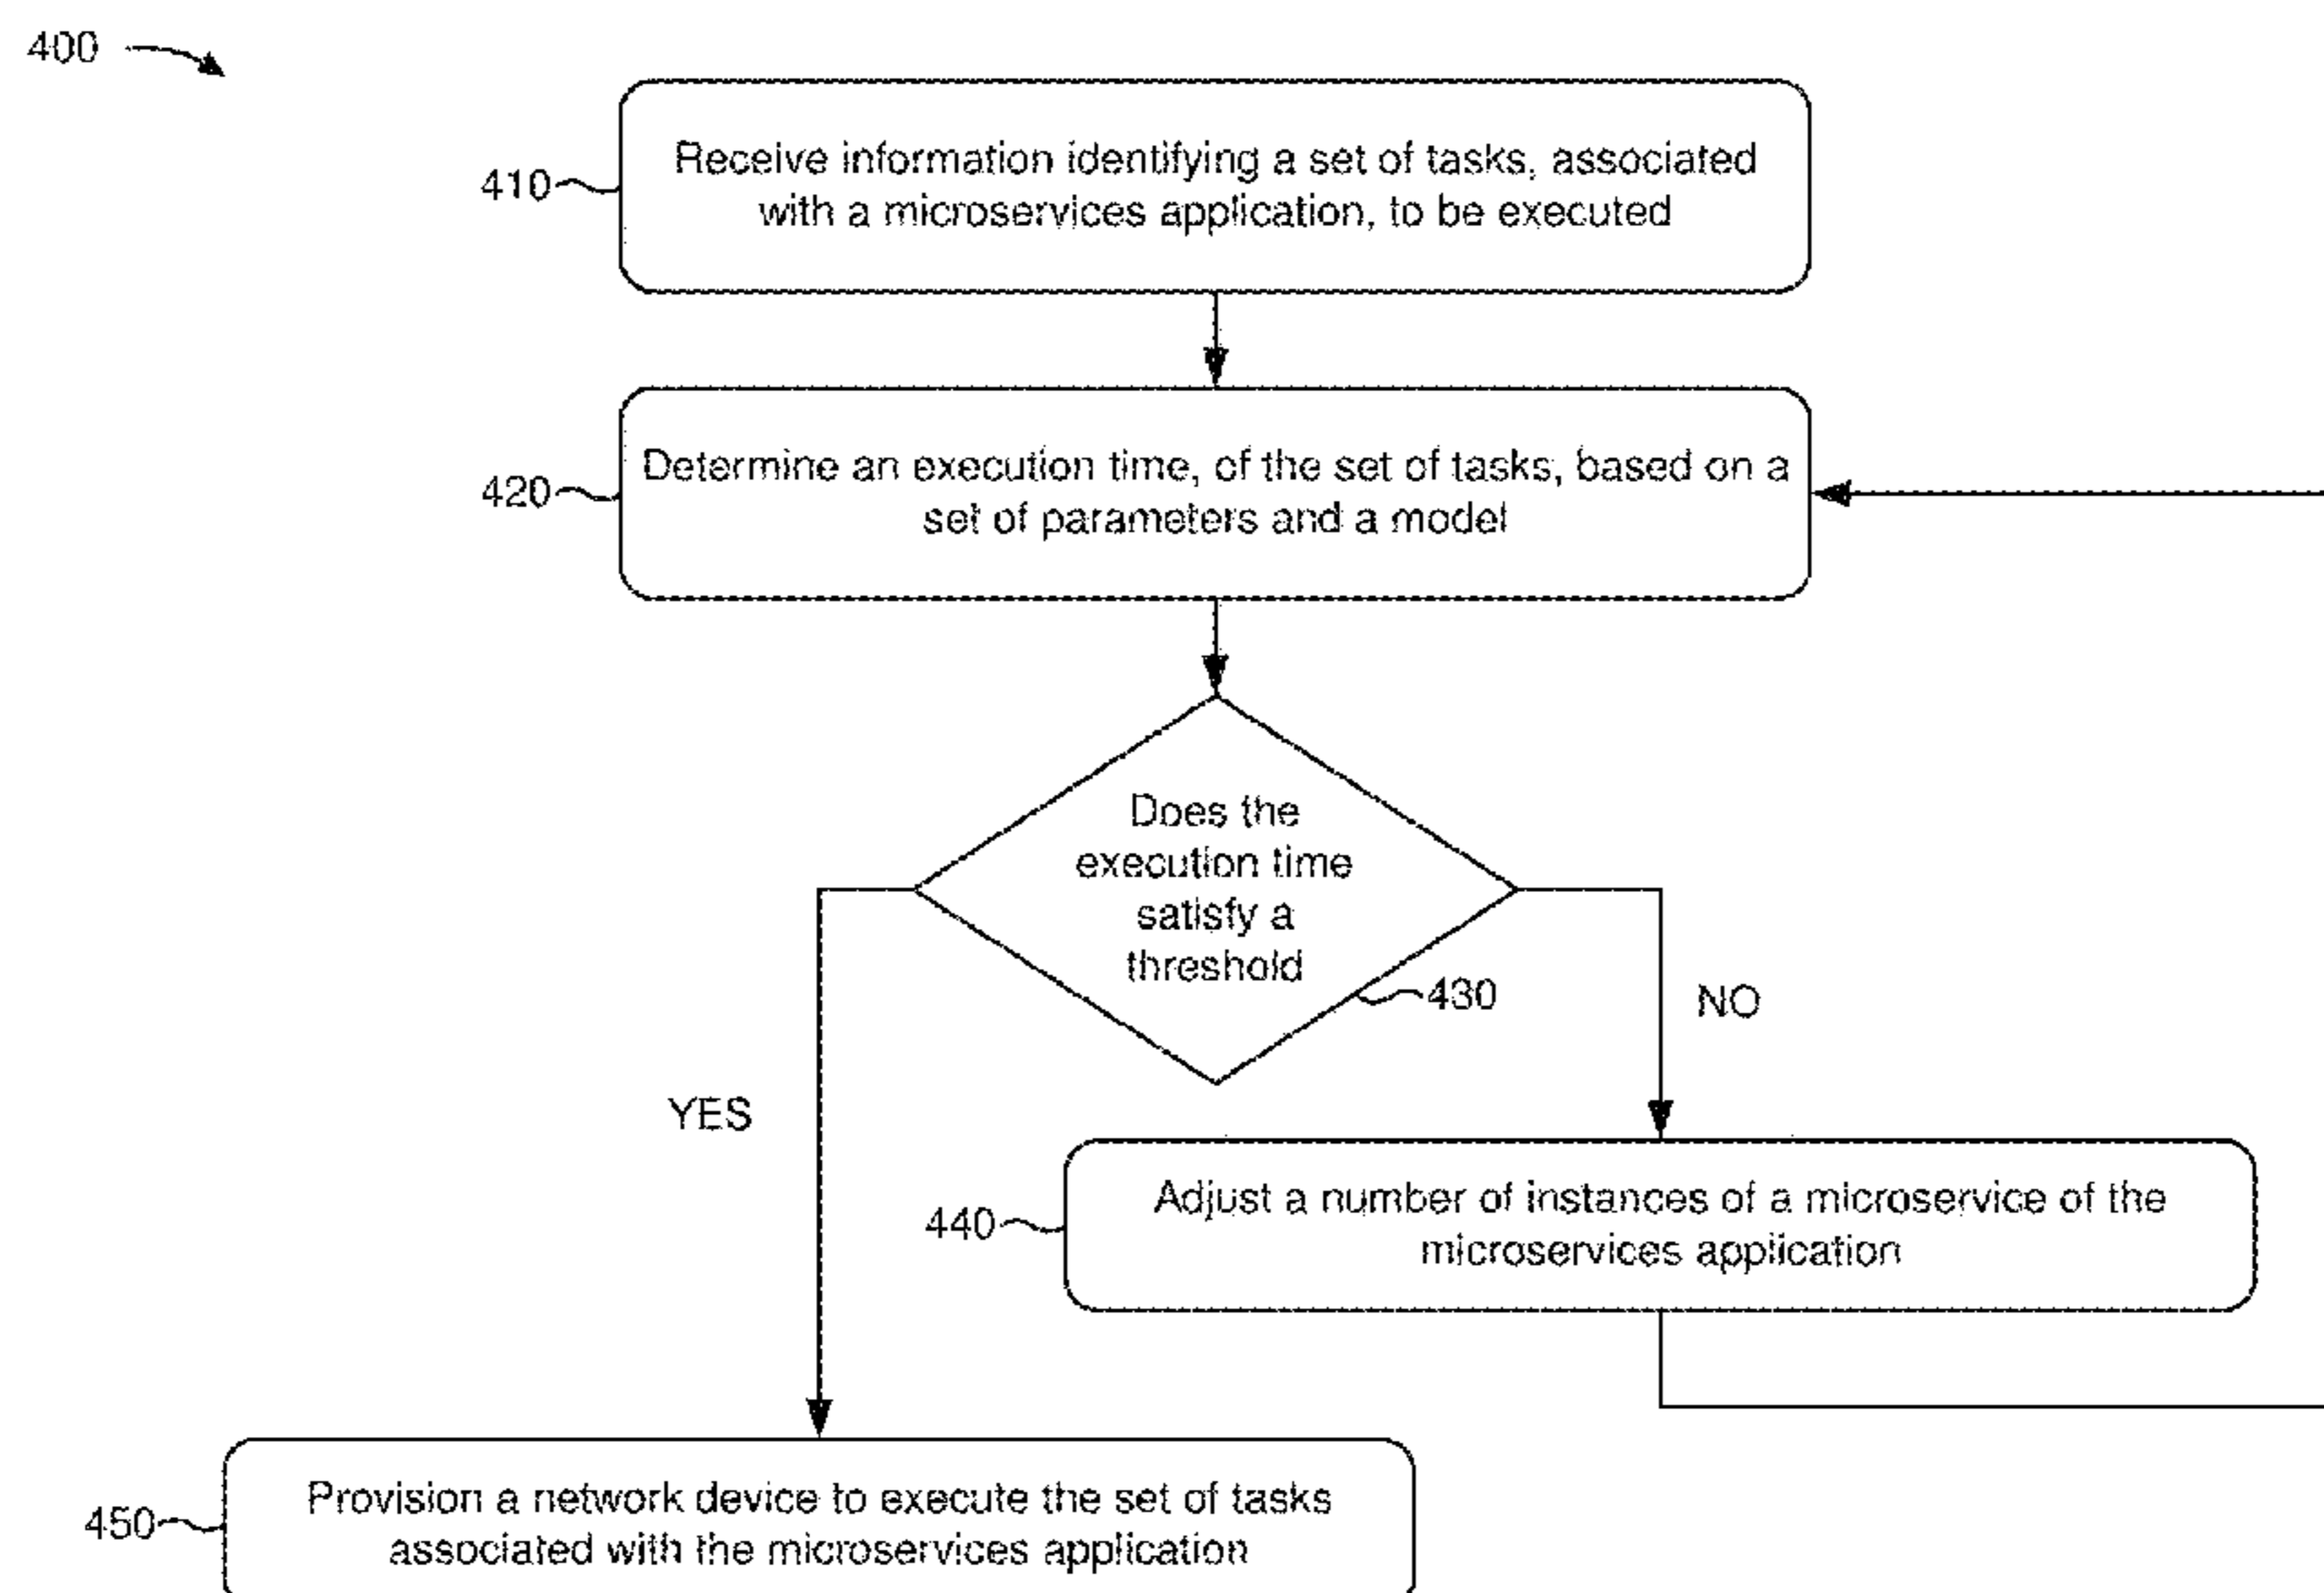 400
410
Receive information identifying a set of tasks, associated
with a microservices application, to be executed
420
Determine an execution time, of the set of tasks, based on a
set of parameters and a model
Does the
execution time
satisfy a
threshold
430
NO
YES
440
Adjust a number of instances of a microservice of the
microservices application
450
Provision a network device to execute the set of tasks
associated with the microservices application